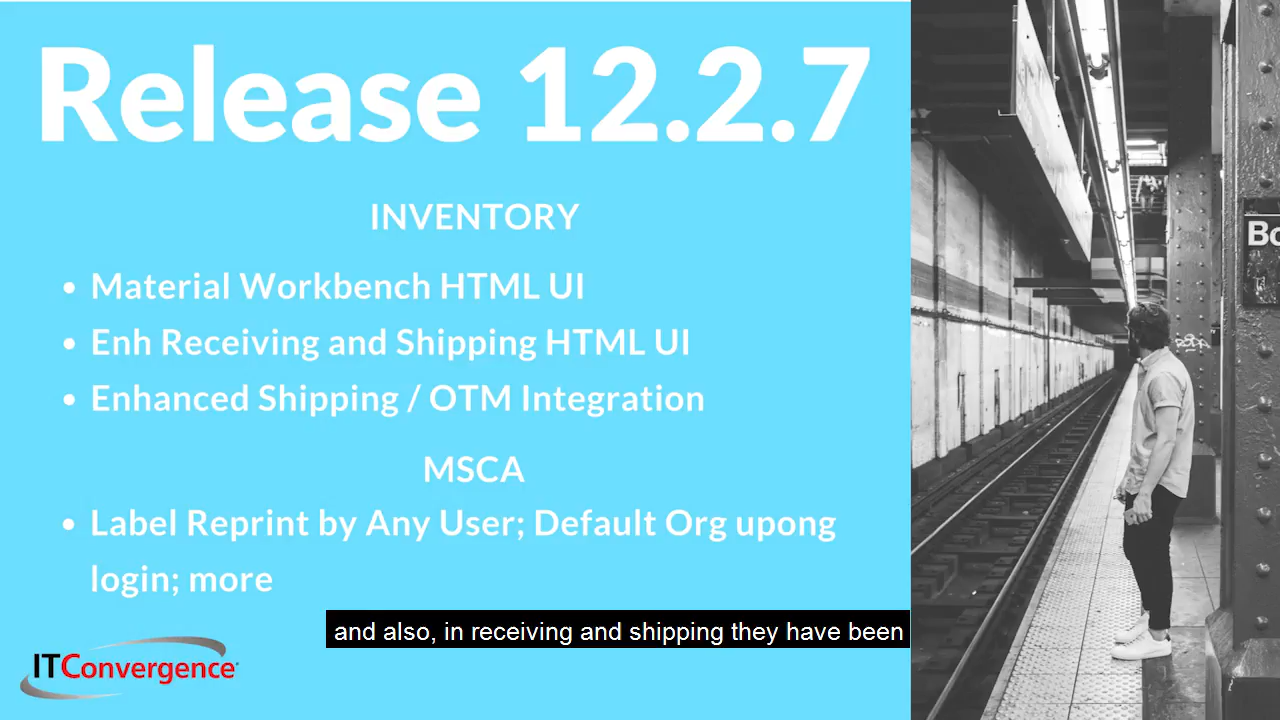 Release 12.2.7
INVENTORY
• Material Workbench HTML UI
• Enh Receiving and Shipping HTML UI
• Enhanced Shipping / OTM Integration
MSCA
• Label Reprint by Any User; Default Org upong
login; more
and also, in receiving and shipping they have been
ITConvergence
Bo